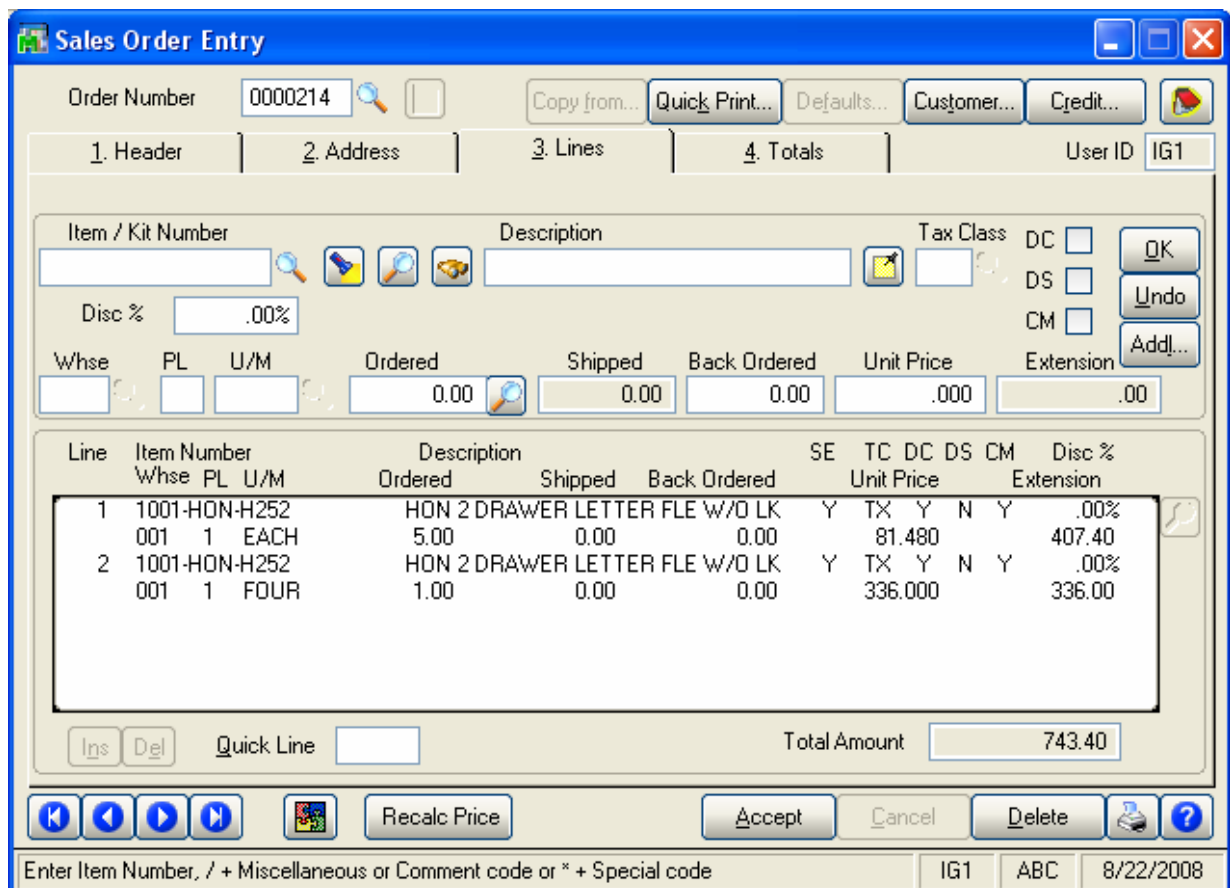 Sales Order Entry
Order Number 0000214 Copy from... Quick Print... Defaults... Customer... Credit...
1. Header 2. Address 3. Lines 4. Totals User ID IG1
Item / Kit Number Description Tax Class DC OK
DS Undo
Disc % .00% CM Addl...
Whse PL U/M Ordered Shipped Back Ordered Unit Price Extension
0.00 0.00 0.00 .000 .00
Line Item Number Description SE TC DC DS CM Disc %
Whse PL U/M Ordered Shipped Back Ordered Unit Price Extension
1 1001-HON-H252 HON 2 DRAWER LETTER FLE W/O LK Y TX Y N Y .00%
001 1 EACH 5.00 0.00 0.00 81.480 407.40
2 1001-HON-H252 HON 2 DRAWER LETTER FLE W/O LK Y TX Y N Y .00%
001 1 FOUR 1.00 0.00 0.00 336.000 336.00
Ins Del Quick Line Total Amount 743.40
Recalc Price Accept Cancel Delete
Enter Item Number, / + Miscellaneous or Comment code or * + Special code IG1 ABC 8/22/2008